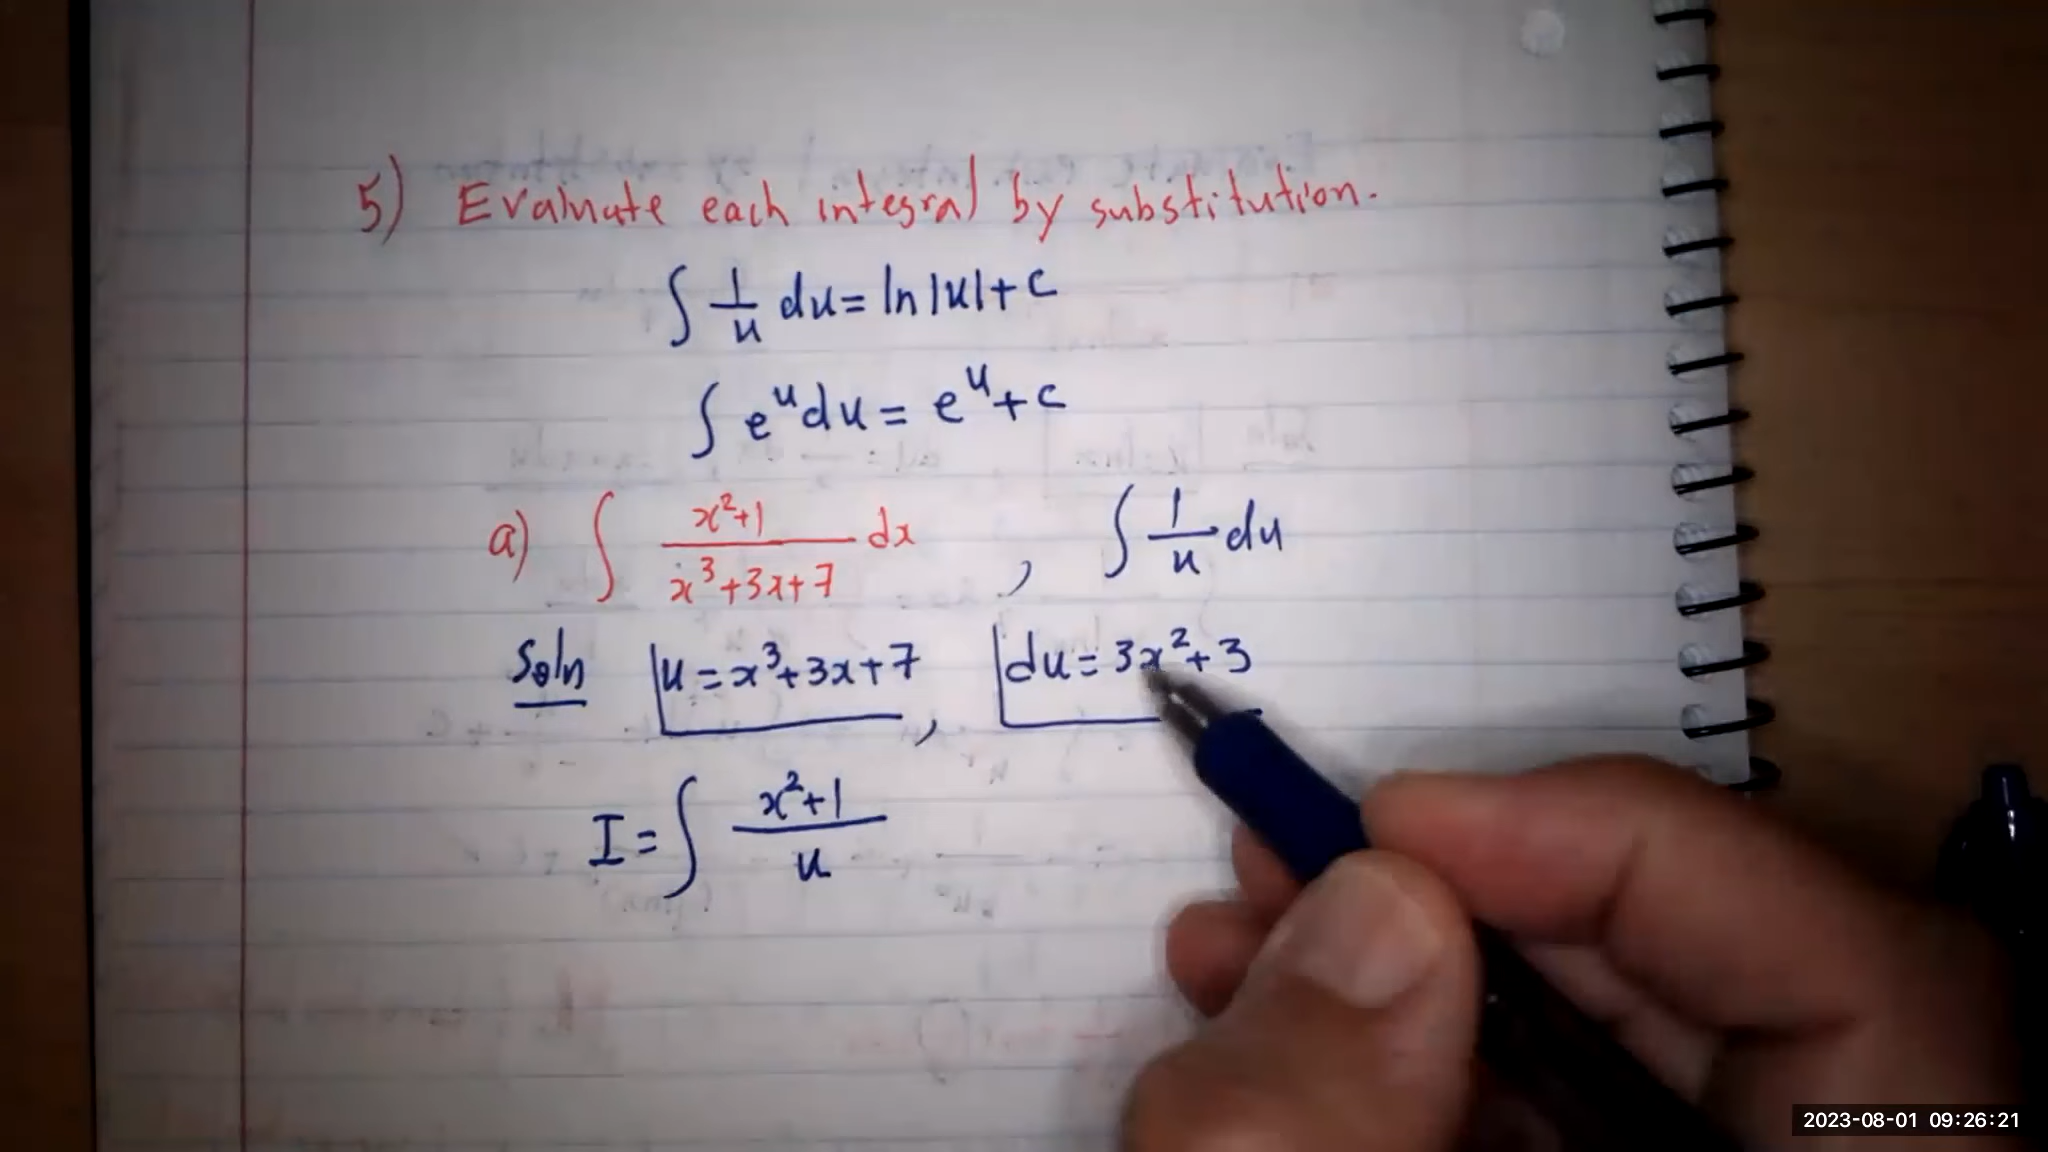 5) Evaluate each integral by substitution.
∫ 1/u du = ln|u| + c
∫ e^u du = e^u + c
a) ∫ (x²+1)/(x³+3x+7) dx , ∫ 1/u du
Soln u = x³+3x+7 , du = 3x²+3
I = ∫ (x²+1)/u
2023-08-01 09:26:21